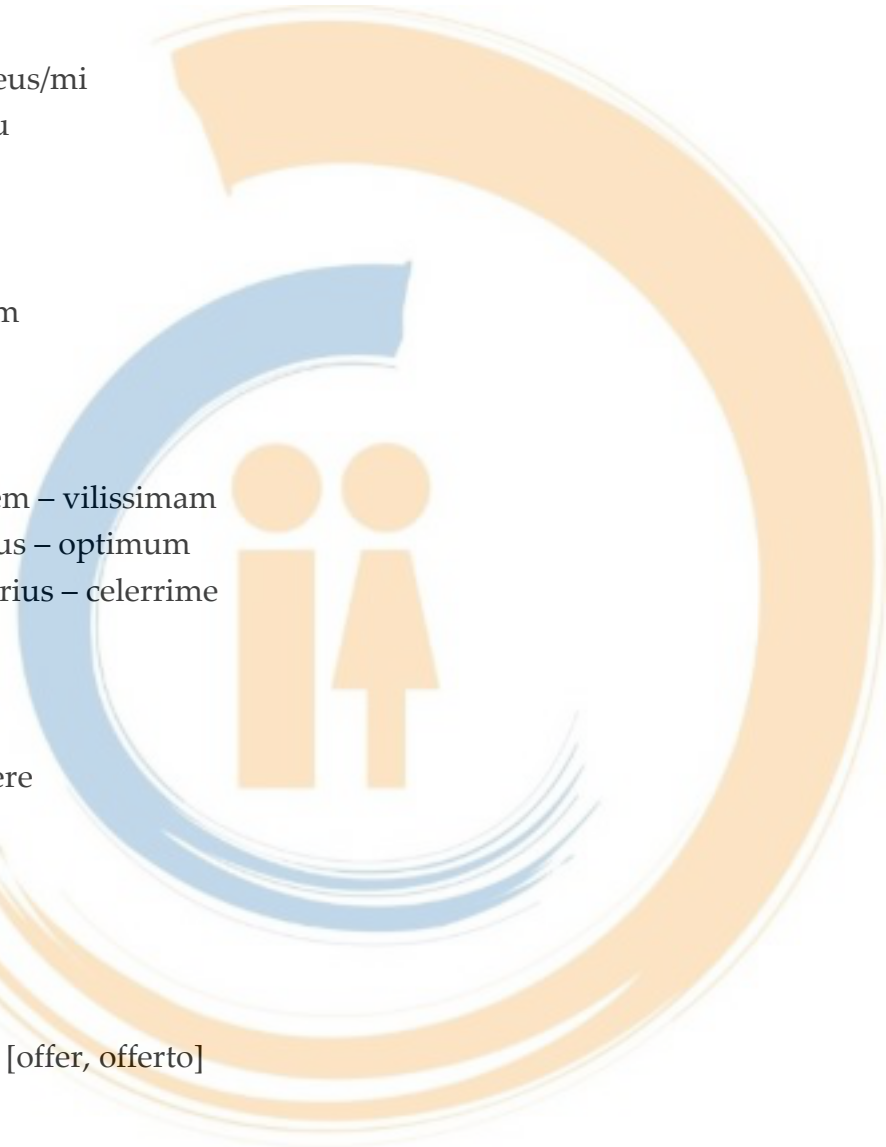 eus/mi
u
m
em – vilissimam
us – optimum
rius – celerrime
ere
[offer, offerto]